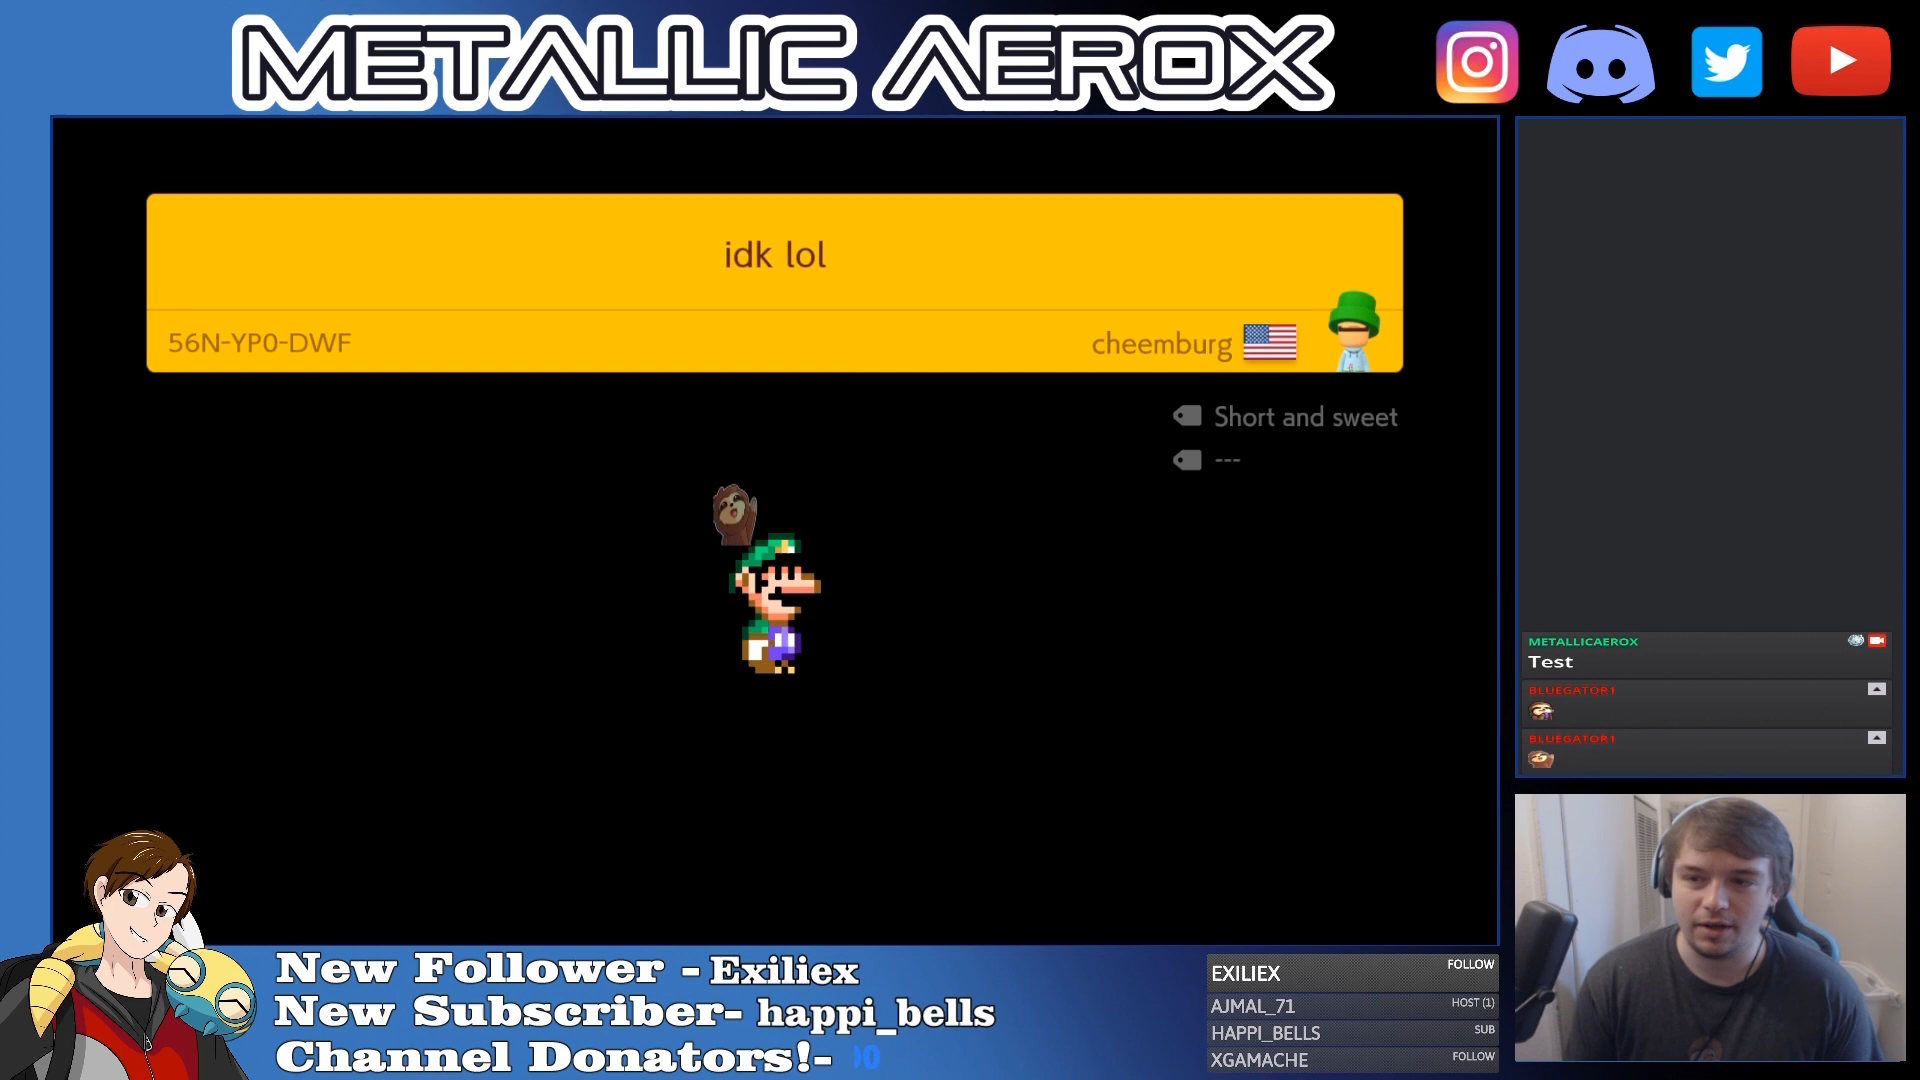 METALLIC AEROX
idk lol
56N-YP0-DWF
cheemburg
Short and sweet
---
METALLICAEROX
Test
BLUEGATOR1
BLUEGATOR1
New Follower - Exiliex
New Subscriber- happi_bells
Channel Donators!-
EXILIEX FOLLOW
AJMAL_71 HOST (1)
HAPPI_BELLS SUB
XGAMACHE FOLLOW